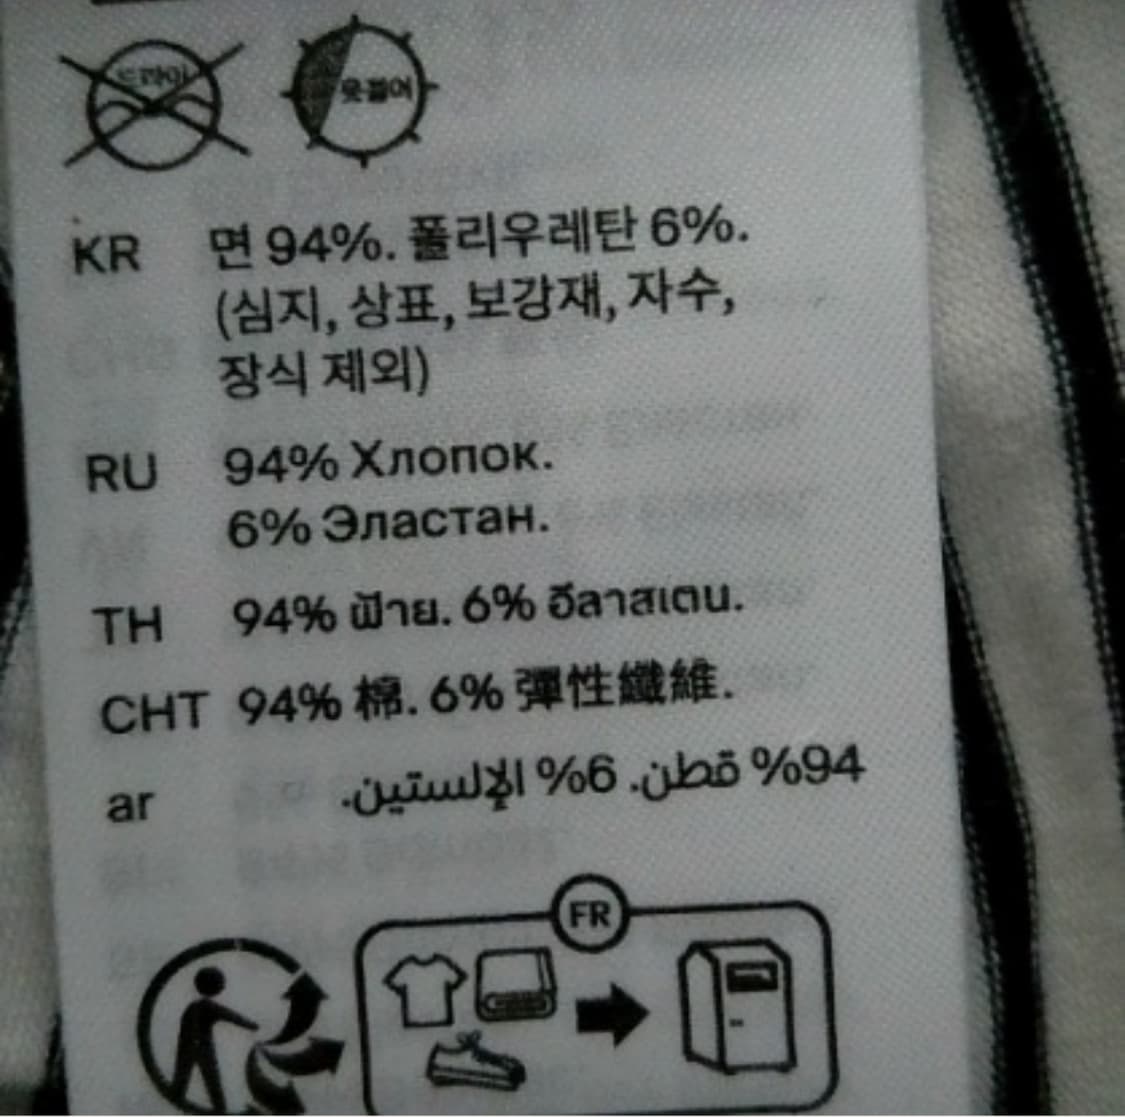 드라이
옷걸이
KR 면 94%. 폴리우레탄 6%.
(심지, 상표, 보강재, 자수,
장식 제외)
RU 94% Хлопок.
6% Эластан.
TH 94% ฝ้าย. 6% อีลาสเตน.
CHT 94% 棉. 6% 彈性纖維.
ar 94% قطن. 6% الإلستين.
FR